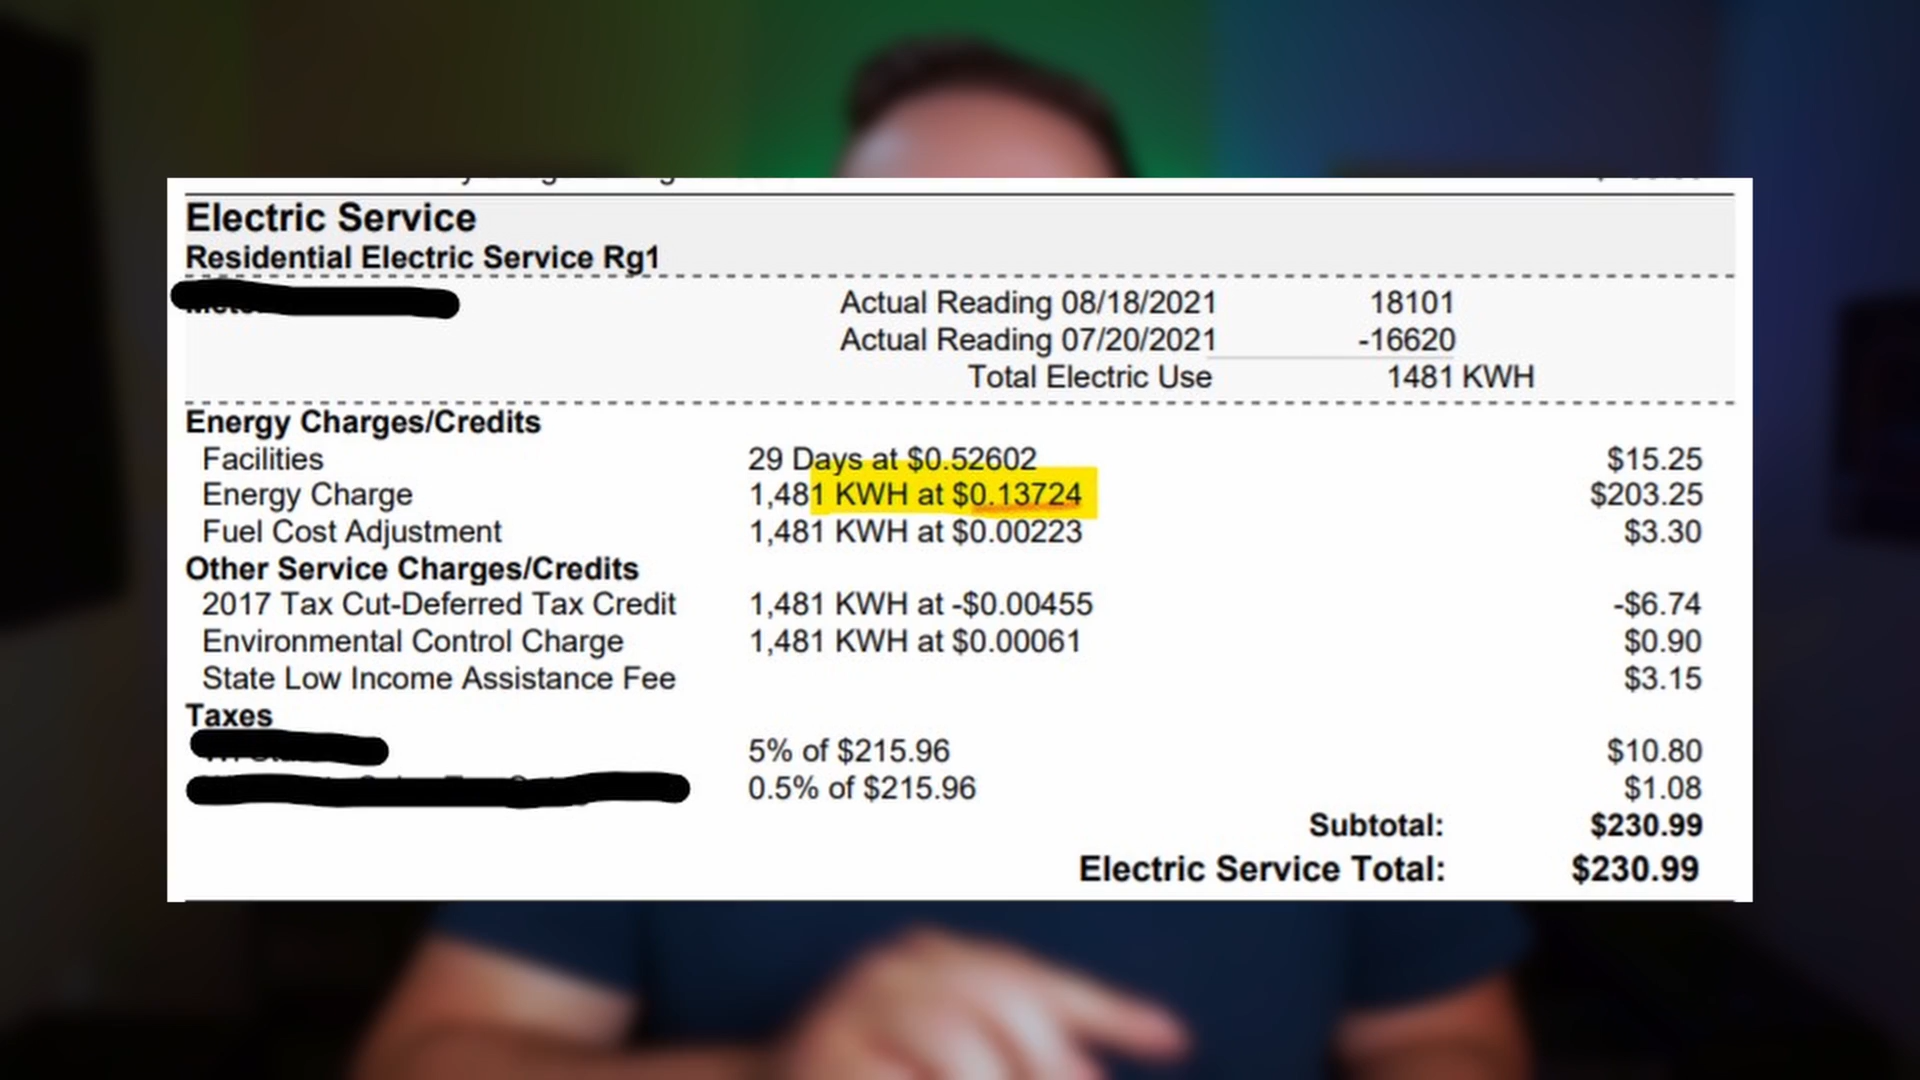 Electric Service
Residential Electric Service Rg1
Actual Reading 08/18/2021 18101
Actual Reading 07/20/2021 -16620
Total Electric Use 1481 KWH
Energy Charges/Credits
Facilities 29 Days at $0.52602 $15.25
Energy Charge 1,481 KWH at $0.13724 $203.25
Fuel Cost Adjustment 1,481 KWH at $0.00223 $3.30
Other Service Charges/Credits
2017 Tax Cut-Deferred Tax Credit 1,481 KWH at -$0.00455 -$6.74
Environmental Control Charge 1,481 KWH at $0.00061 $0.90
State Low Income Assistance Fee $3.15
Taxes
5% of $215.96 $10.80
0.5% of $215.96 $1.08
Subtotal: $230.99
Electric Service Total: $230.99